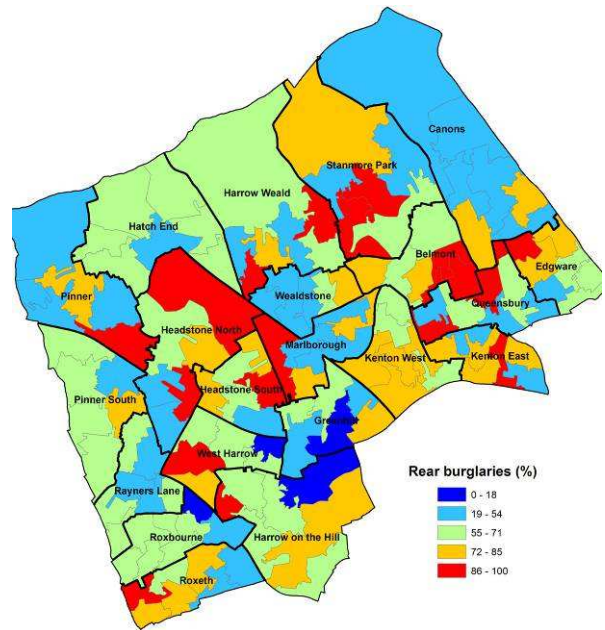 Canons
Stanmore Park
Harrow Weald
Hatch End
Belmont
Edgware
Pinner
Wealdstone
Queensbury
Headstone North
Marlborough
Kenton West
Kenton East
Pinner South
Headstone South
Greenhill
West Harrow
Rayners Lane
Roxbourne
Harrow on the Hill
Roxeth
Rear burglaries (%)
0 - 18
19 - 54
55 - 71
72 - 85
86 - 100